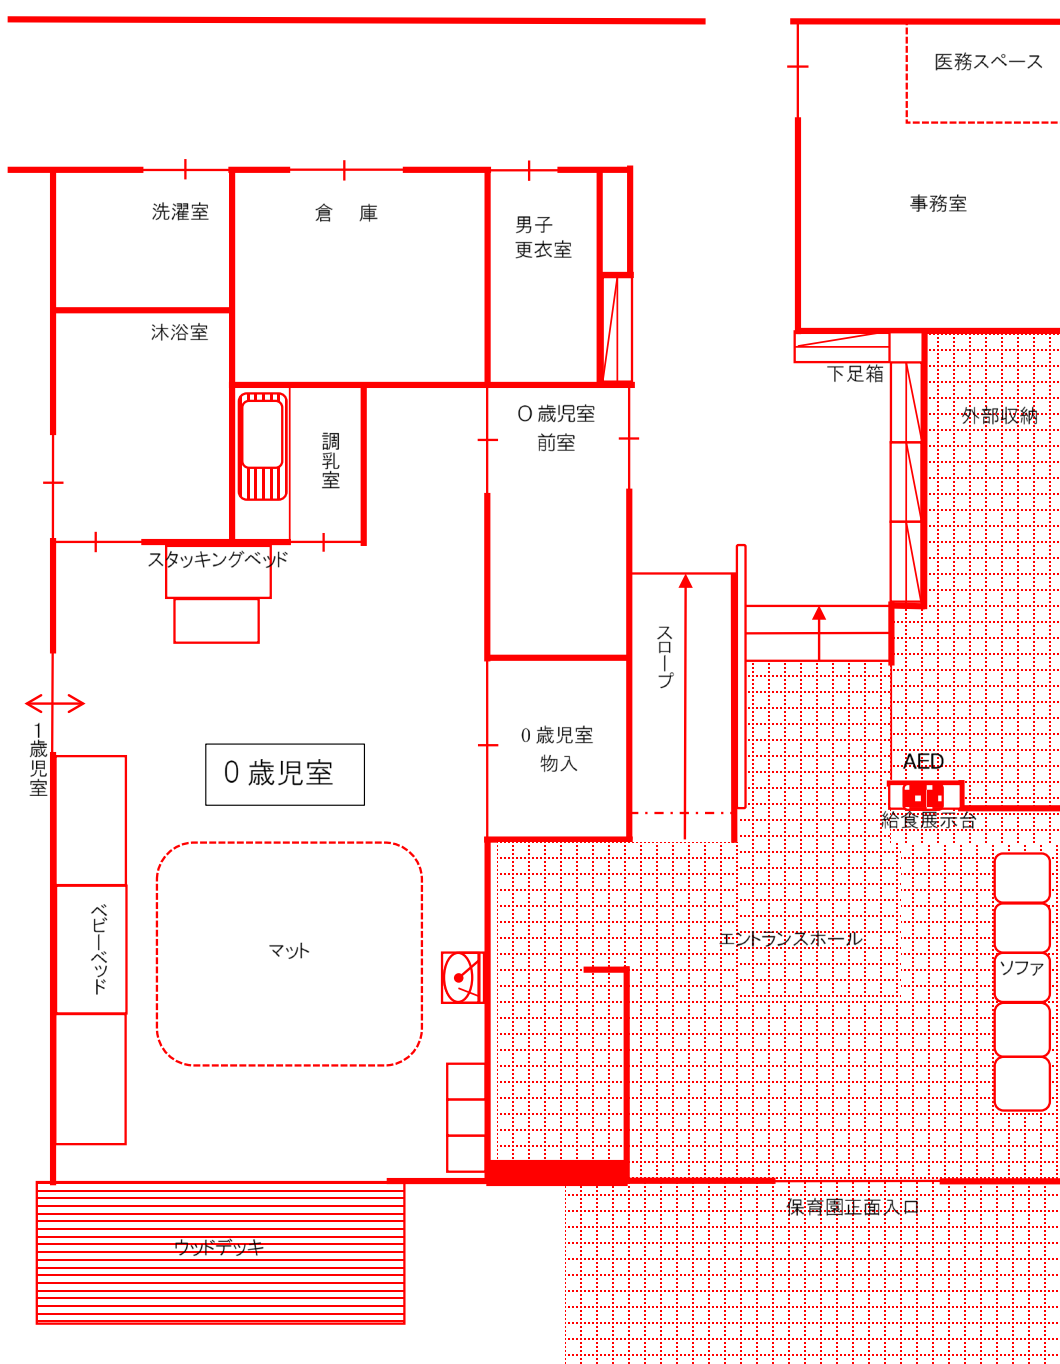 医務スペース
事務室
洗濯室
倉　庫
男子
更衣室
沐浴室
下足箱
Ｏ歳児室
前室
外部収納
調乳室
スタッキングベッド
スロープ
1歳児室
0 歳児室
物入
０歳児室
AED
給食展示台
ベビーベッド
マット
エントランスホール
ソファ
保育園正面入口
ウッドデッキ